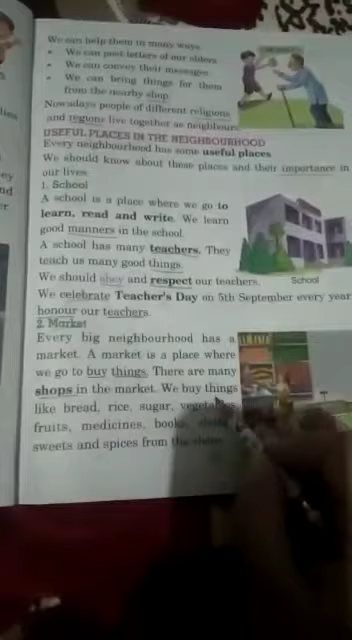 We can help them in many ways.
• We can post letters of our elders
• We can convey their messages.
• We can being things for them
from the nearby shop.
Nowadays people of different religions
and regions live together as neighbours
USEFUL PLACES IN THE NEIGHBOURHOOD
Every neighbourhood has some useful places
We should know about these places and their importance in
our lives.
1. School
A school is a place where we go to
learn, read and write. We learn
good manners in the school.
A school has many teachers. They
teach us many good things.
We should obey and respect our teachers.
School
We celebrate Teacher's Day on 5th September every year
honour our teachers.
2. Market
Every big neighbourhood has a
market. A market is a place where
we go to buy things. There are many
shops in the market. We buy things
like bread, rice, sugar, vegetables
fruits, medicines, books,
sweets and spices from the